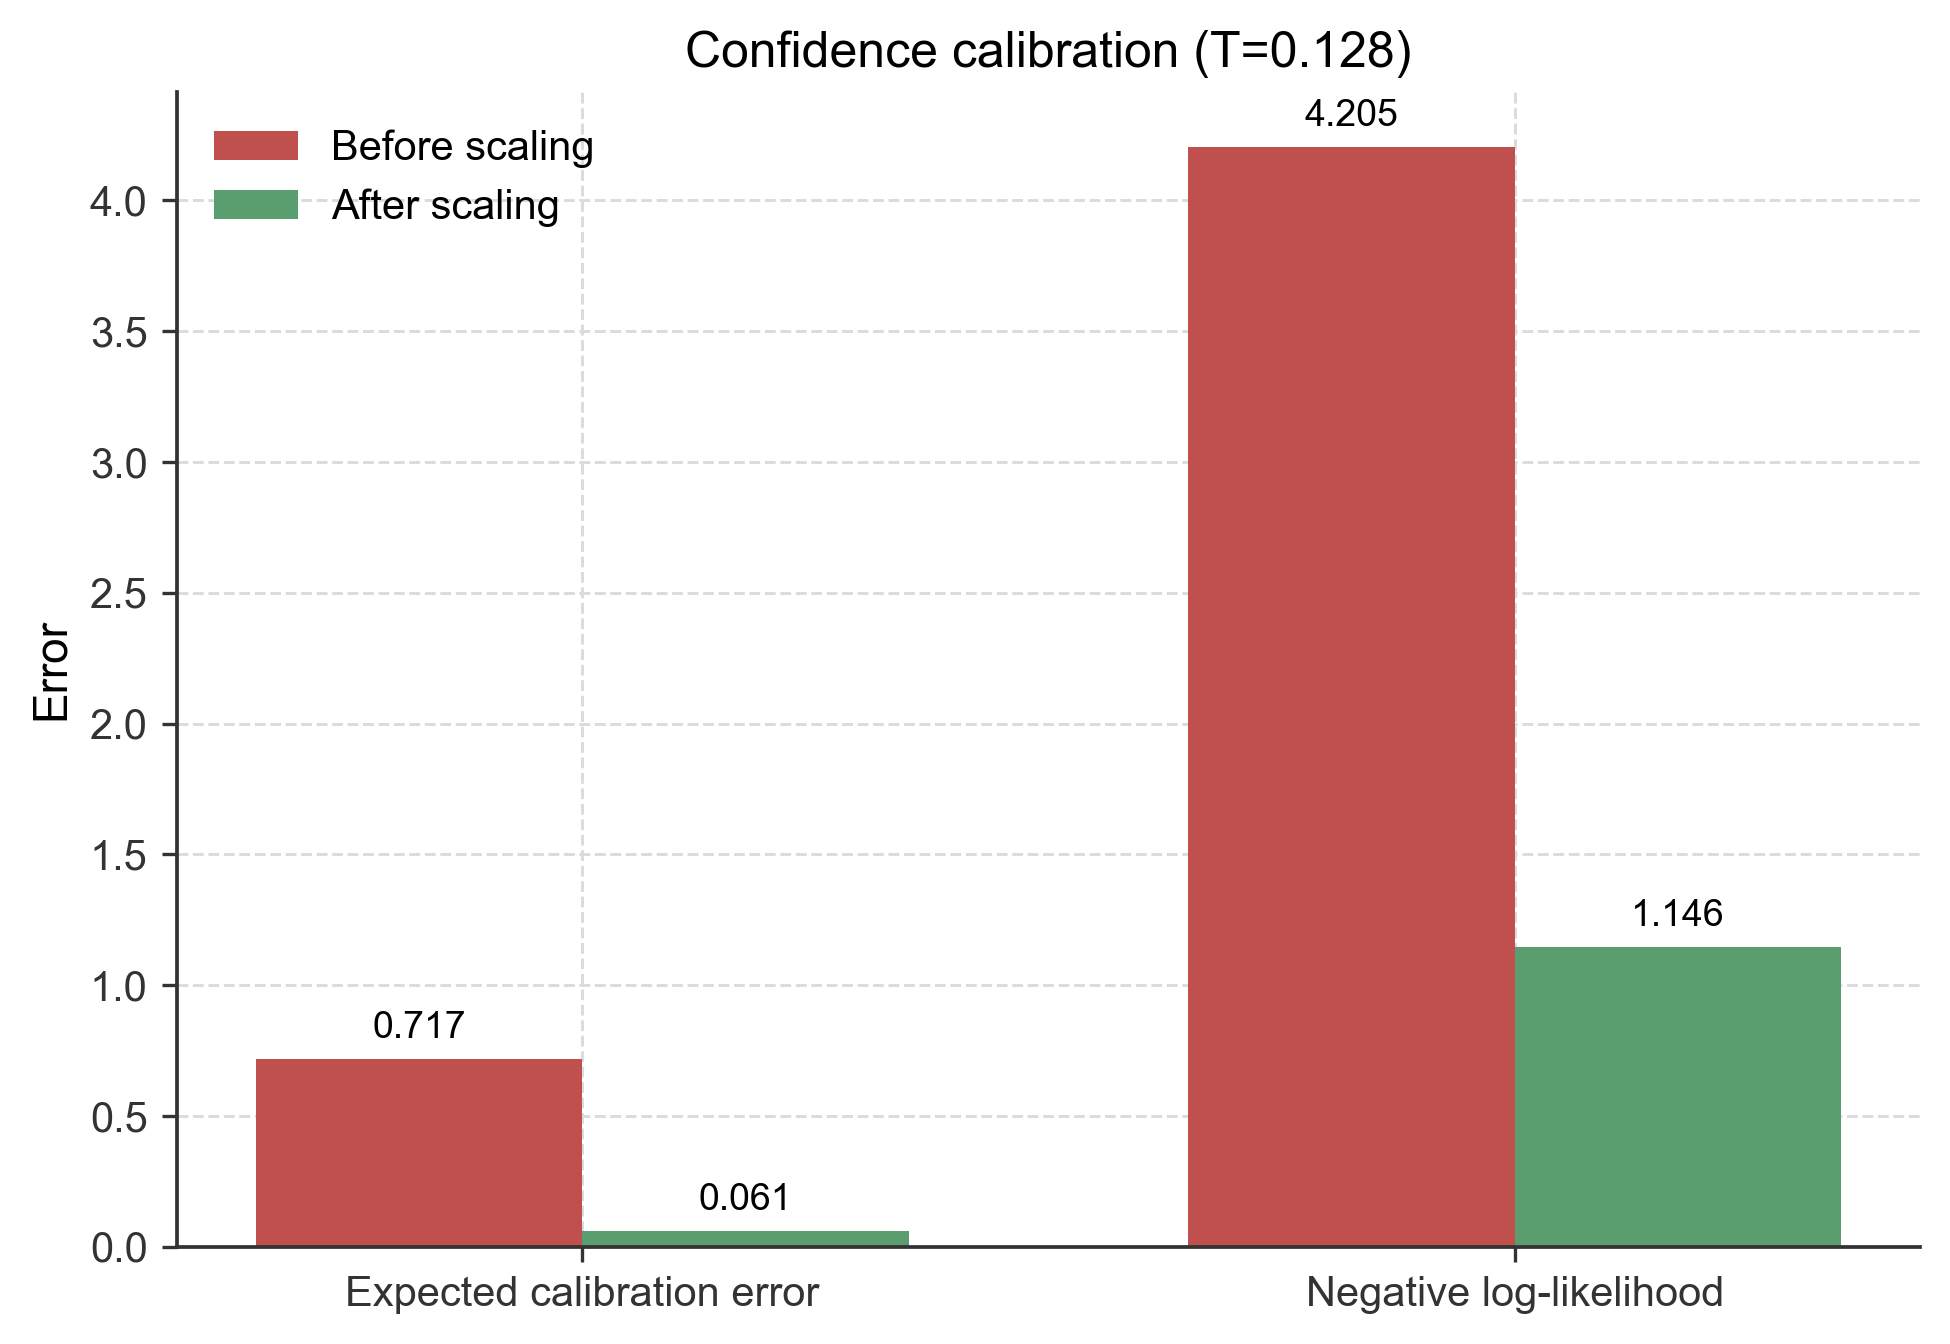 Confidence calibration (T=0.128)
Before scaling
After scaling
4.205
4.0
3.5
3.0
2.5
2.0
1.5
1.0
0.5
0.0
Error
0.717
0.061
1.146
Expected calibration error
Negative log-likelihood